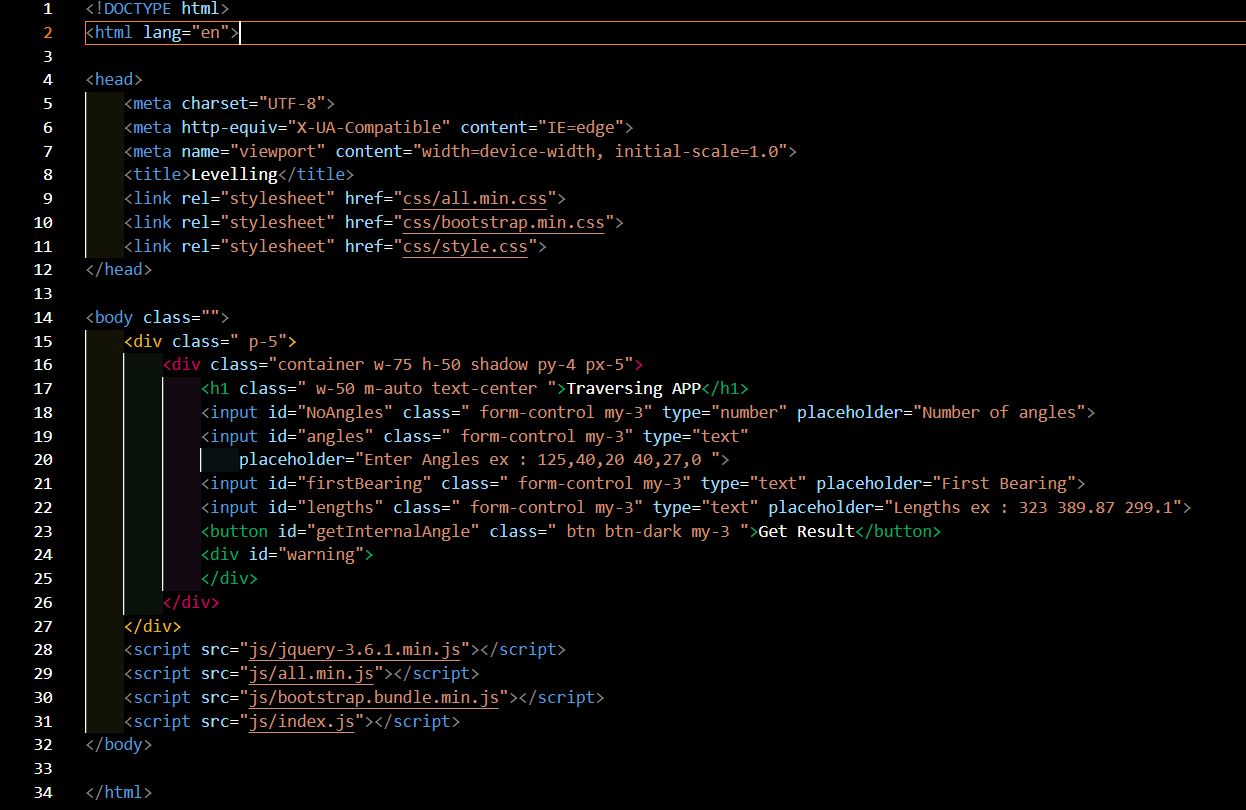 1 <!DOCTYPE html>
2 <html lang="en">
3
4 <head>
5     <meta charset="UTF-8">
6     <meta http-equiv="X-UA-Compatible" content="IE=edge">
7     <meta name="viewport" content="width=device-width, initial-scale=1.0">
8     <title>Levelling</title>
9     <link rel="stylesheet" href="css/all.min.css">
10     <link rel="stylesheet" href="css/bootstrap.min.css">
11     <link rel="stylesheet" href="css/style.css">
12 </head>
13
14 <body class="">
15     <div class=" p-5">
16         <div class="container w-75 h-50 shadow py-4 px-5">
17             <h1 class=" w-50 m-auto text-center ">Traversing APP</h1>
18             <input id="NoAngles" class=" form-control my-3" type="number" placeholder="Number of angles">
19             <input id="angles" class=" form-control my-3" type="text"
20                 placeholder="Enter Angles ex : 125,40,20 40,27,0 ">
21             <input id="firstBearing" class=" form-control my-3" type="text" placeholder="First Bearing">
22             <input id="lengths" class=" form-control my-3" type="text" placeholder="Lengths ex : 323 389.87 299.1">
23             <button id="getInternalAngle" class=" btn btn-dark my-3 ">Get Result</button>
24             <div id="warning">
25             </div>
26         </div>
27     </div>
28     <script src="js/jquery-3.6.1.min.js"></script>
29     <script src="js/all.min.js"></script>
30     <script src="js/bootstrap.bundle.min.js"></script>
31     <script src="js/index.js"></script>
32 </body>
33
34 </html>